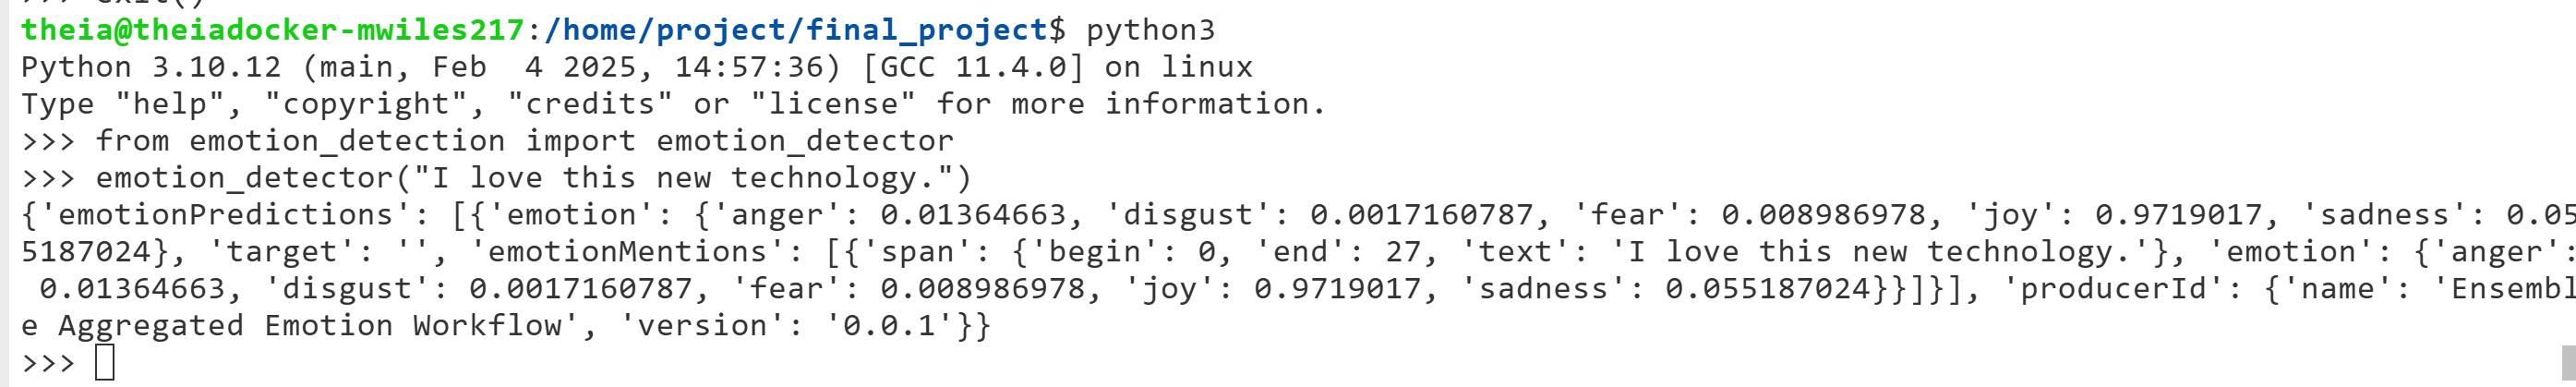 >>> exit()
theia@theiadocker-mwiles217:/home/project/final_project$ python3
Python 3.10.12 (main, Feb  4 2025, 14:57:36) [GCC 11.4.0] on linux
Type "help", "copyright", "credits" or "license" for more information.
>>> from emotion_detection import emotion_detector
>>> emotion_detector("I love this new technology.")
{'emotionPredictions': [{'emotion': {'anger': 0.01364663, 'disgust': 0.0017160787, 'fear': 0.008986978, 'joy': 0.9719017, 'sadness': 0.05
5187024}, 'target': '', 'emotionMentions': [{'span': {'begin': 0, 'end': 27, 'text': 'I love this new technology.'}, 'emotion': {'anger':
 0.01364663, 'disgust': 0.0017160787, 'fear': 0.008986978, 'joy': 0.9719017, 'sadness': 0.055187024}}]}], 'producerId': {'name': 'Ensembl
e Aggregated Emotion Workflow', 'version': '0.0.1'}}
>>>